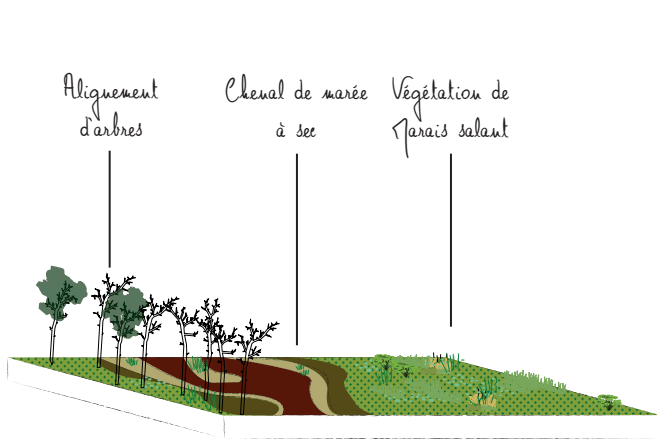 Alignement
d'arbres
Chenal de marée
à sec
Végétation de
Marais salant